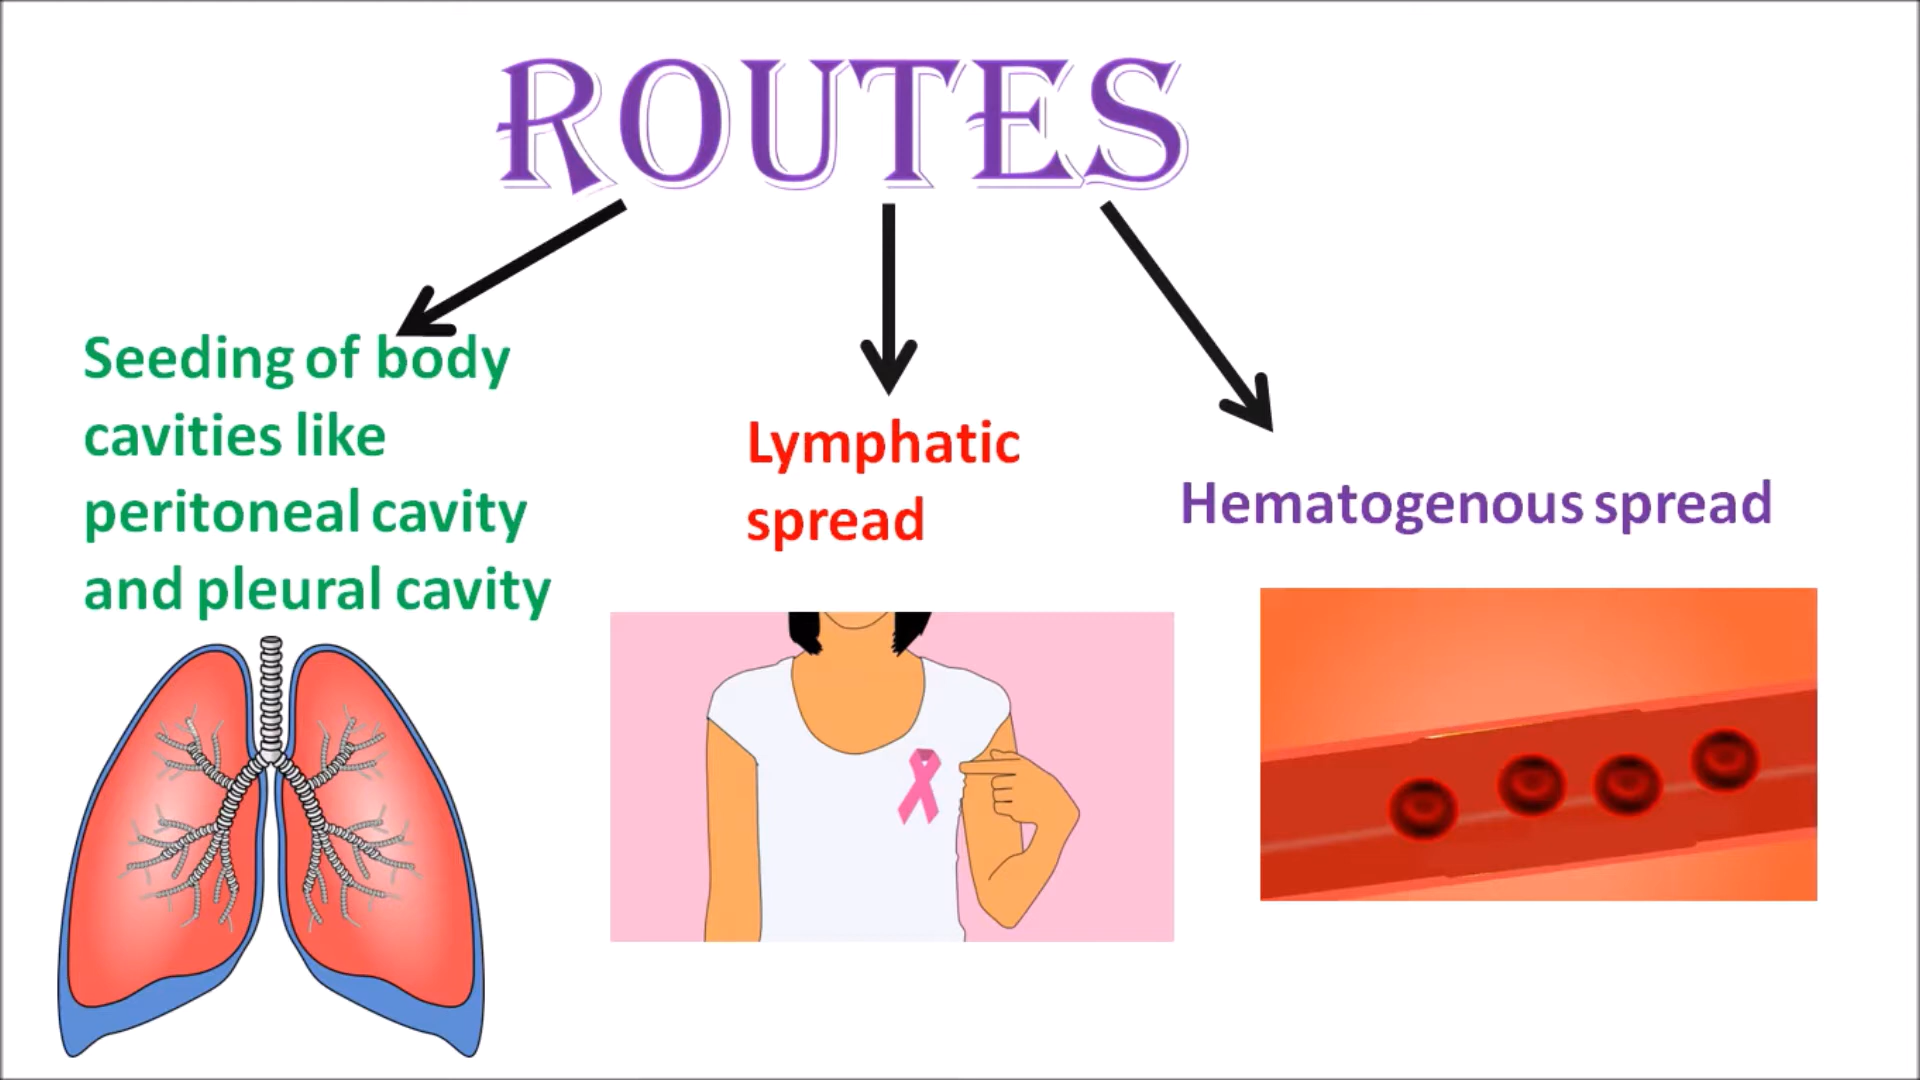 ROUTES
Seeding of body
cavities like
peritoneal cavity
and pleural cavity
Lymphatic
spread
Hematogenous spread